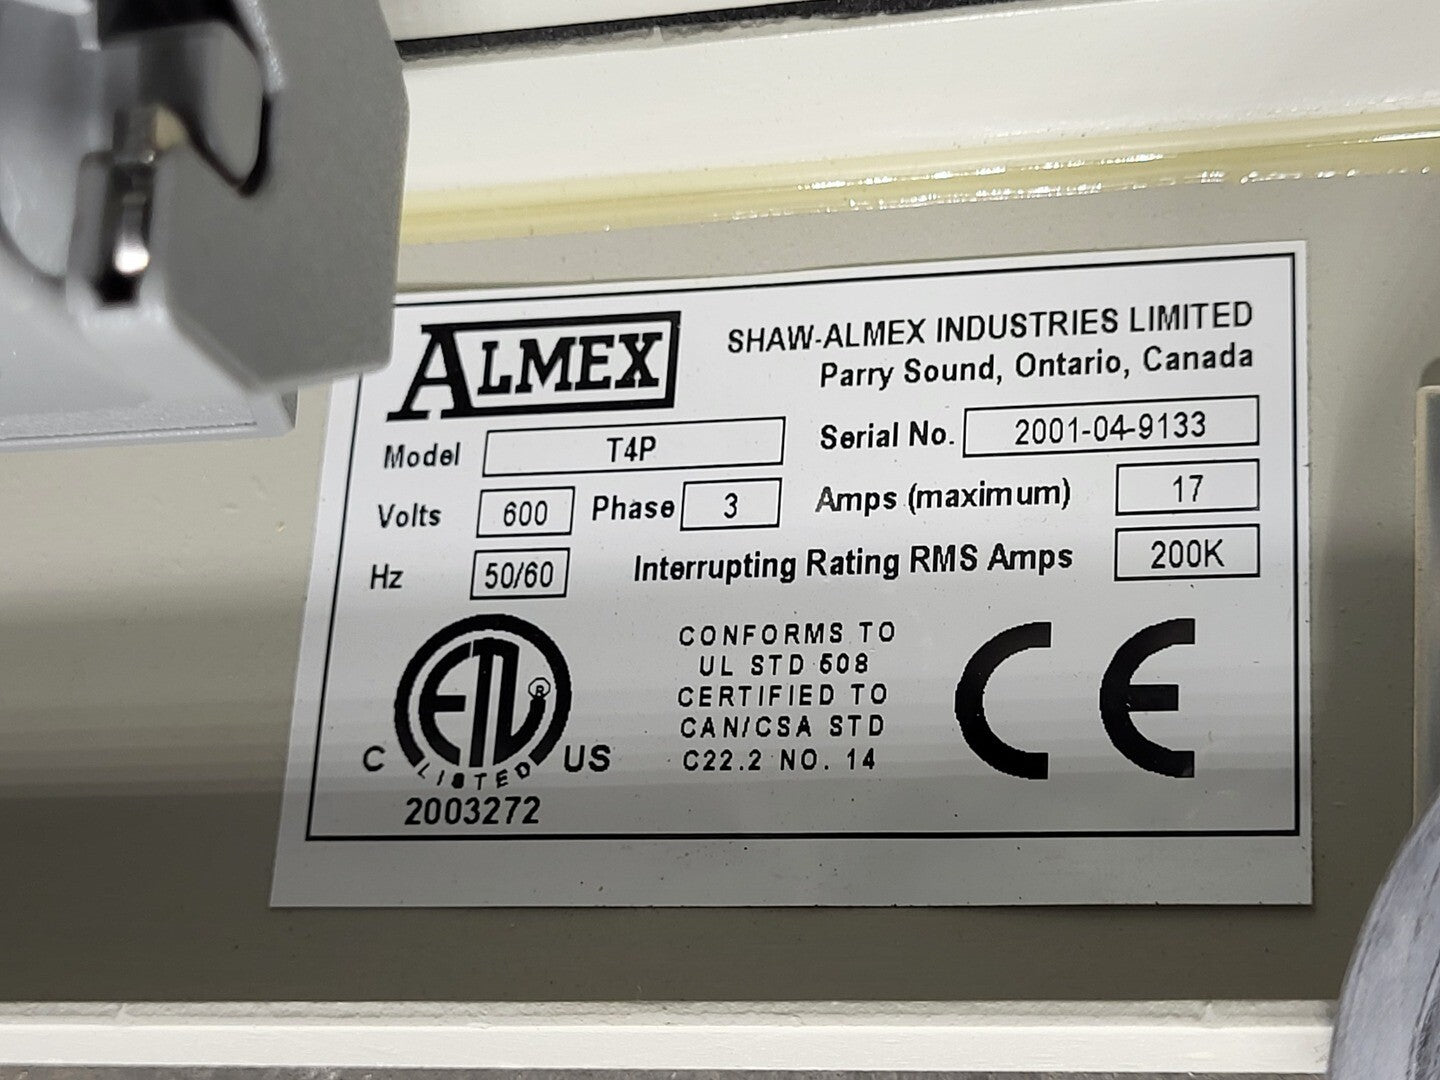 ALMEX
SHAW-ALMEX INDUSTRIES LIMITED
Parry Sound, Ontario, Canada
Model T4P Serial No. 2001-04-9133
Volts 600 Phase 3 Amps (maximum) 17
Hz 50/60 Interrupting Rating RMS Amps 200K
ETL ®
C LISTED US
2003272
CONFORMS TO
UL STD 508
CERTIFIED TO
CAN/CSA STD
C22.2 NO. 14
CE